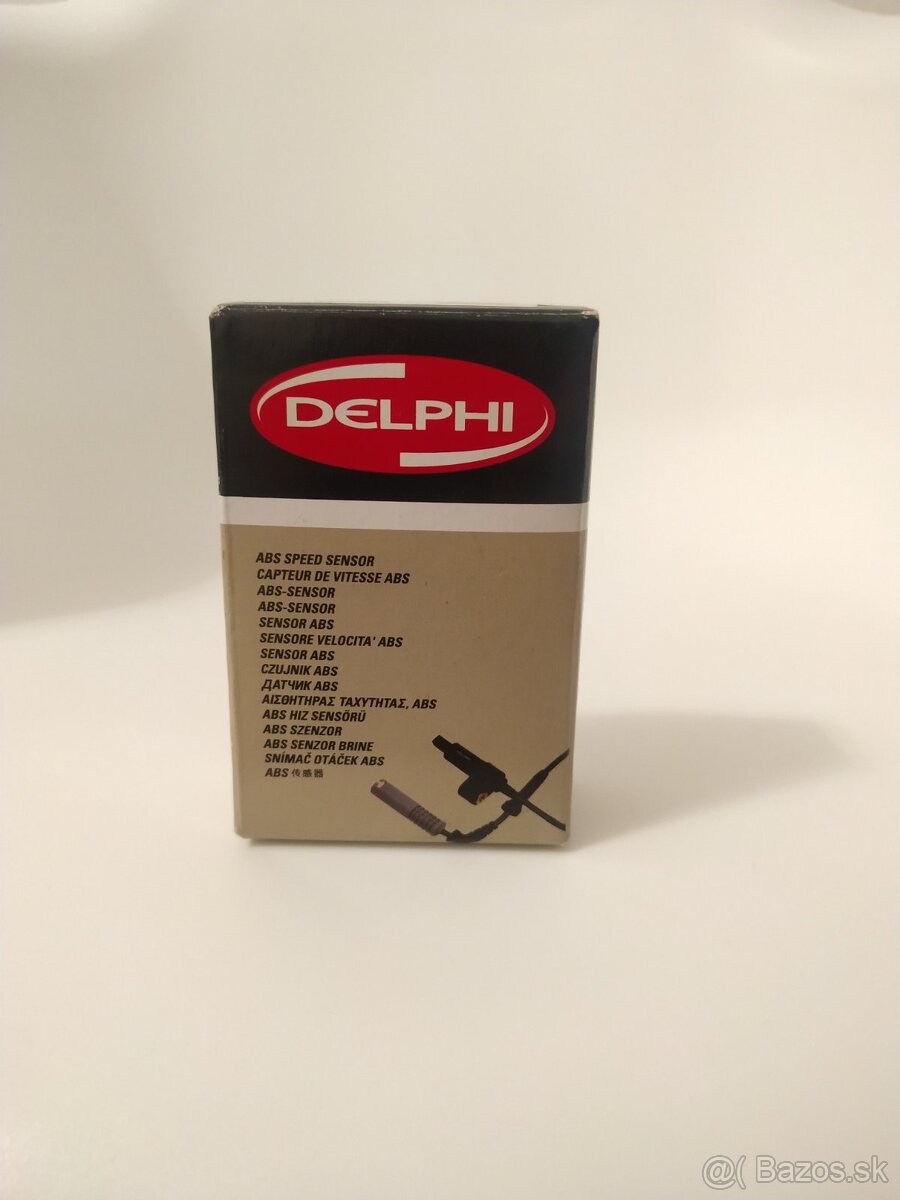 DELPHI
ABS SPEED SENSOR
CAPTEUR DE VITESSE ABS
ABS-SENSOR
ABS-SENSOR
SENSOR ABS
SENSORE VELOCITA' ABS
SENSOR ABS
CZUJNIK ABS
ДАТЧИК ABS
ΑΙΣΘΗΤΗΡΑΣ ΤΑΧΥΤΗΤΑΣ, ABS
ABS HIZ SENSÖRÜ
ABS SZENZOR
ABS SENZOR BRINE
SNÍMAČ OTÁČEK ABS
ABS 传感器
@( Bazos.sk